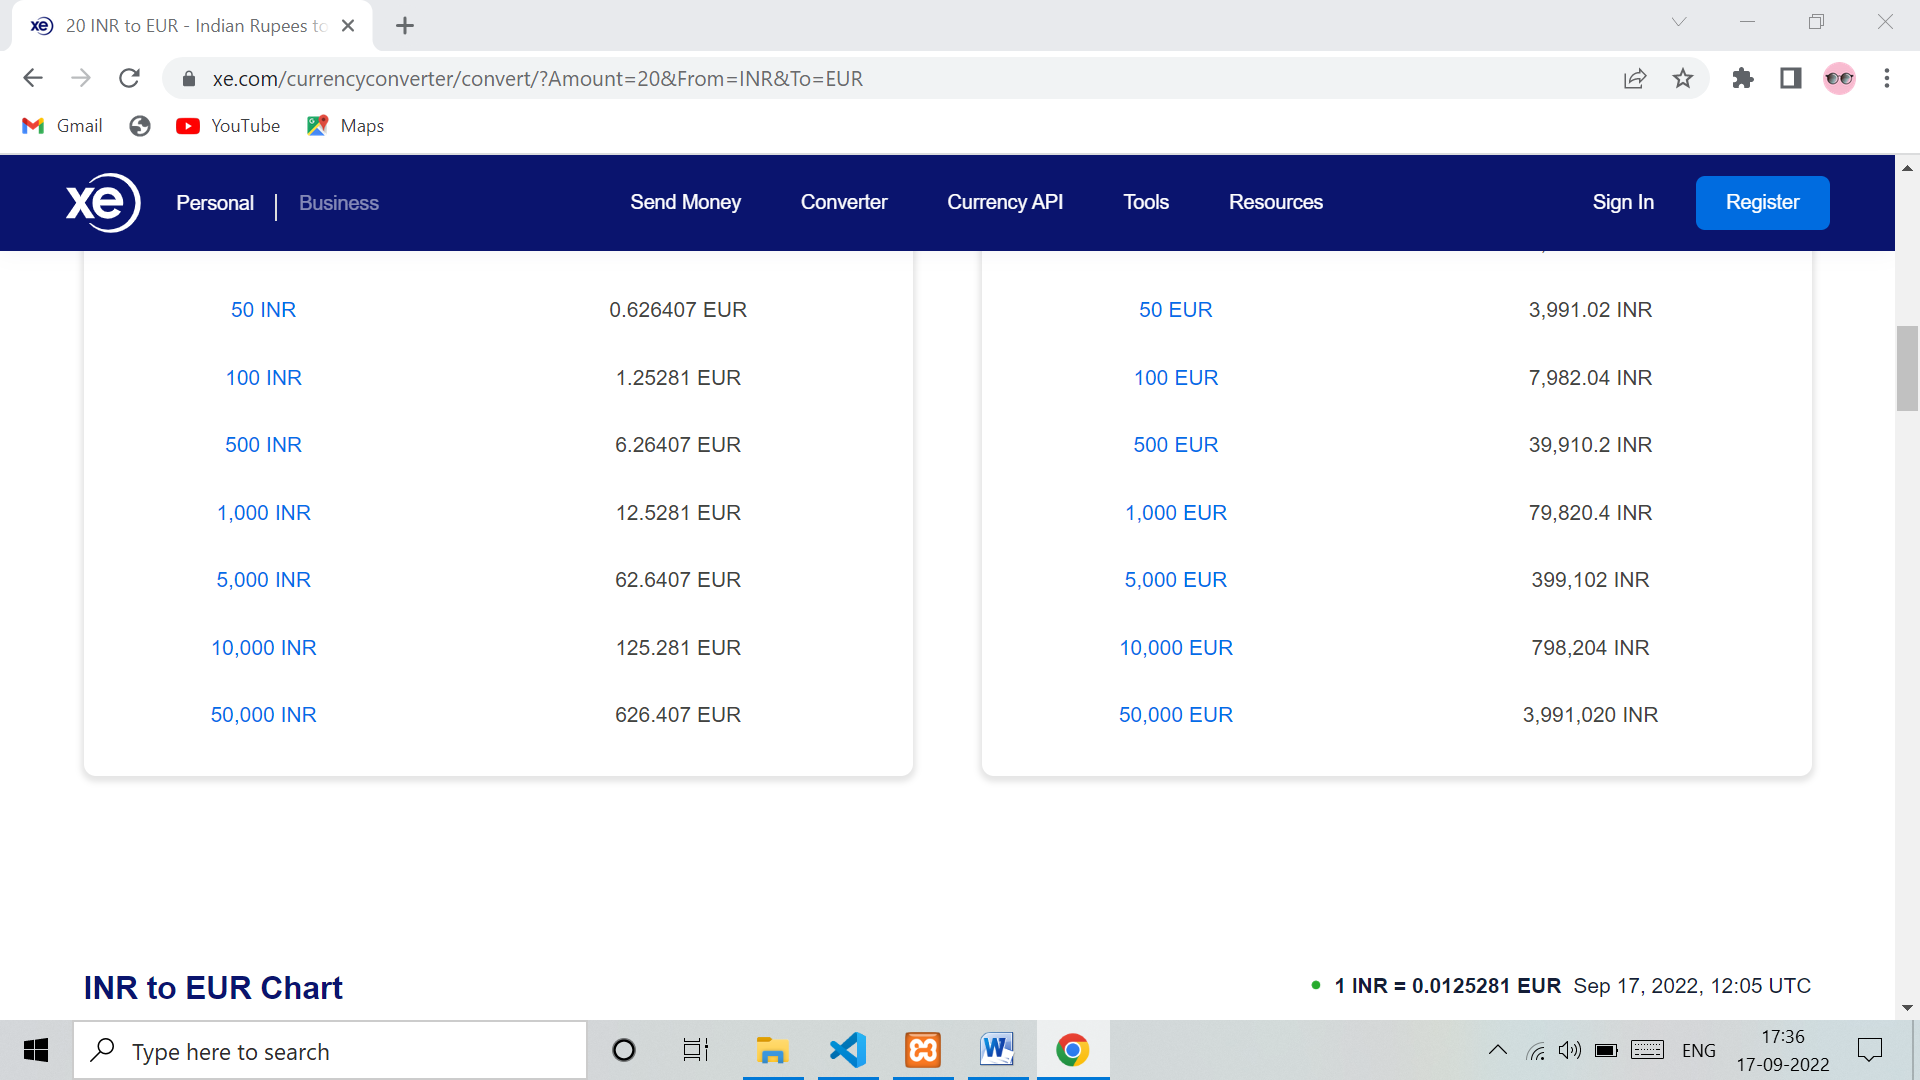 xe 20 INR to EUR - Indian Rupees to
xe.com/currencyconverter/convert/?Amount=20&From=INR&To=EUR
Gmail YouTube Maps
xe Personal | Business Send Money Converter Currency API Tools Resources Sign In Register
50 INR 0.626407 EUR 50 EUR 3,991.02 INR
100 INR 1.25281 EUR 100 EUR 7,982.04 INR
500 INR 6.26407 EUR 500 EUR 39,910.2 INR
1,000 INR 12.5281 EUR 1,000 EUR 79,820.4 INR
5,000 INR 62.6407 EUR 5,000 EUR 399,102 INR
10,000 INR 125.281 EUR 10,000 EUR 798,204 INR
50,000 INR 626.407 EUR 50,000 EUR 3,991,020 INR
INR to EUR Chart 1 INR = 0.0125281 EUR Sep 17, 2022, 12:05 UTC
Type here to search ENG 17:36
17-09-2022